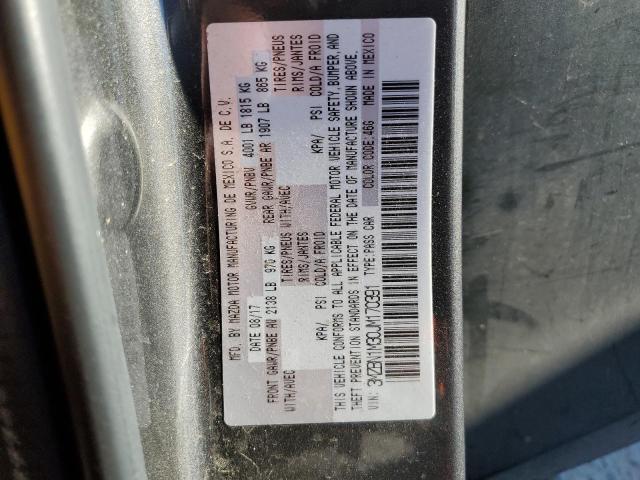 MFD. BY MAZDA MOTOR MANUFACTURING DE MEXICO S.A. DE C.V.
DATE 08/17 GVWR/PNBV 4001 LB 1815 KG
FRONT GAWR/PNBE AV 2138 LB 970 KG REAR GAWR/PNBE AR 1907 LB 865 KG
WITH/AVEC TIRES/PNEUS WITH/AVEC TIRES/PNEUS
RIMS/JANTES RIMS/JANTES
KPA/ PSI COLD/A FROID KPA/ PSI COLD/A FROID
THIS VEHICLE CONFORMS TO ALL APPLICABLE FEDERAL MOTOR VEHICLE SAFETY, BUMPER, AND
THEFT PREVENTION STANDARDS IN EFFECT ON THE DATE OF MANUFACTURE SHOWN ABOVE.
VIN: 3MZBN1M30JM170391 TYPE: PASS CAR COLOR CODE: 46G MADE IN MEXICO